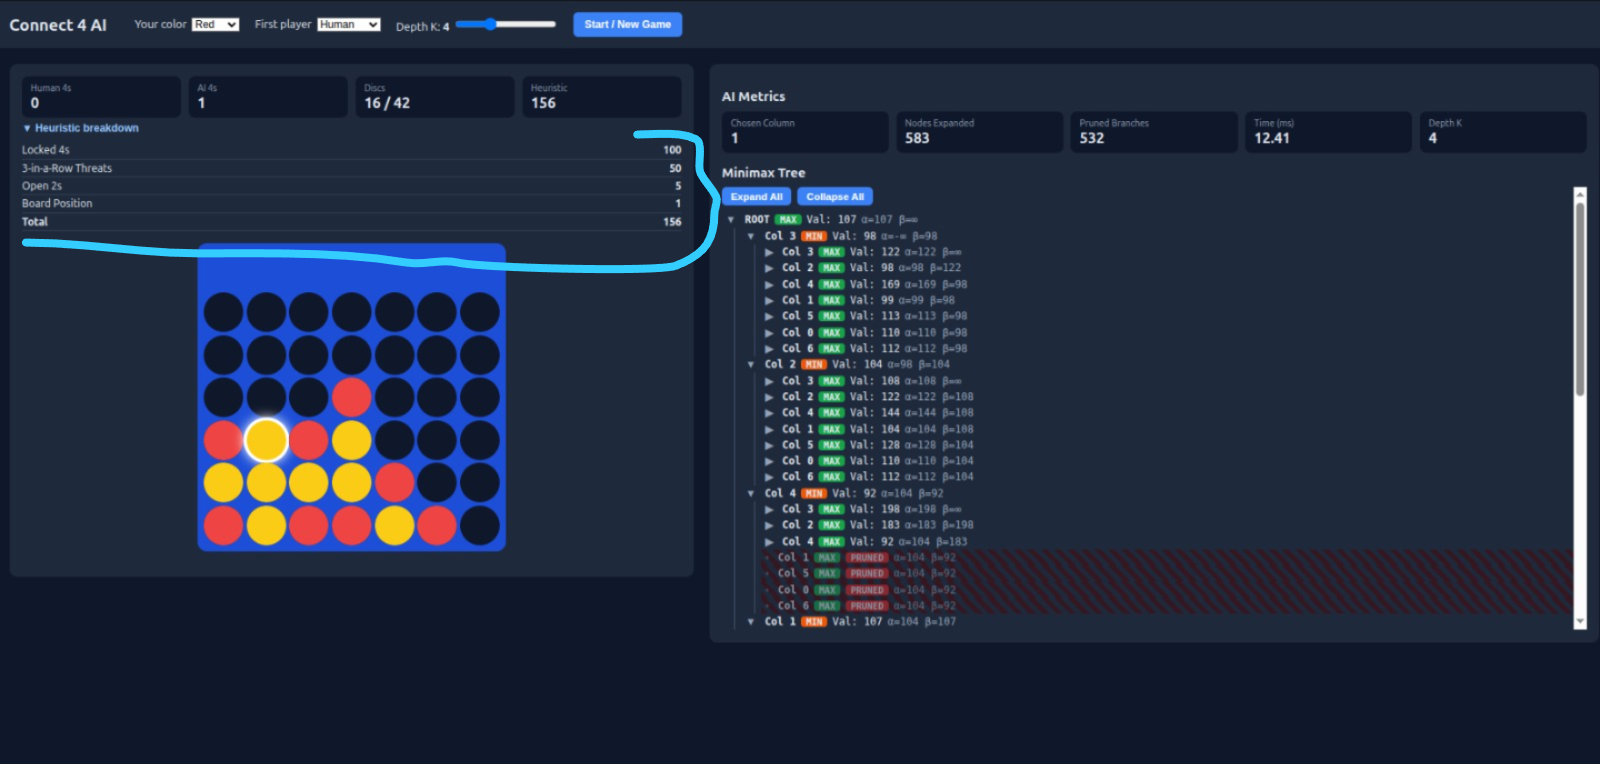 Connect 4 AI Your color Red First player Human Depth K: 4 Start / New Game
Human 4s AI 4s Discs Heuristic
0 1 16 / 42 156
▼ Heuristic breakdown
Locked 4s 100
3-in-a-Row Threats 50
Open 2s 5
Board Position 1
Total 156
AI Metrics
Chosen Column Nodes Expanded Pruned Branches Time (ms) Depth K
1 583 532 12.41 4
Minimax Tree
Expand All Collapse All
▼ ROOT MAX Val: 107 α=107 β=∞
▼ Col 3 MIN Val: 98 α=-∞ β=98
▶ Col 3 MAX Val: 122 α=122 β=∞
▶ Col 2 MAX Val: 98 α=98 β=122
▶ Col 4 MAX Val: 169 α=169 β=98
▶ Col 1 MAX Val: 99 α=99 β=98
▶ Col 5 MAX Val: 113 α=113 β=98
▶ Col 0 MAX Val: 110 α=110 β=98
▶ Col 6 MAX Val: 112 α=112 β=98
▼ Col 2 MIN Val: 104 α=98 β=104
▶ Col 3 MAX Val: 108 α=108 β=∞
▶ Col 2 MAX Val: 122 α=122 β=108
▶ Col 4 MAX Val: 144 α=144 β=108
▶ Col 1 MAX Val: 104 α=104 β=108
▶ Col 5 MAX Val: 128 α=128 β=104
▶ Col 0 MAX Val: 110 α=110 β=104
▶ Col 6 MAX Val: 112 α=112 β=104
▼ Col 4 MIN Val: 92 α=104 β=92
▶ Col 3 MAX Val: 198 α=198 β=∞
▶ Col 2 MAX Val: 183 α=183 β=198
▶ Col 4 MAX Val: 92 α=104 β=183
• Col 1 MAX PRUNED α=104 β=92
• Col 5 MAX PRUNED α=104 β=92
• Col 0 MAX PRUNED α=104 β=92
• Col 6 MAX PRUNED α=104 β=92
▼ Col 1 MIN Val: 107 α=104 β=107